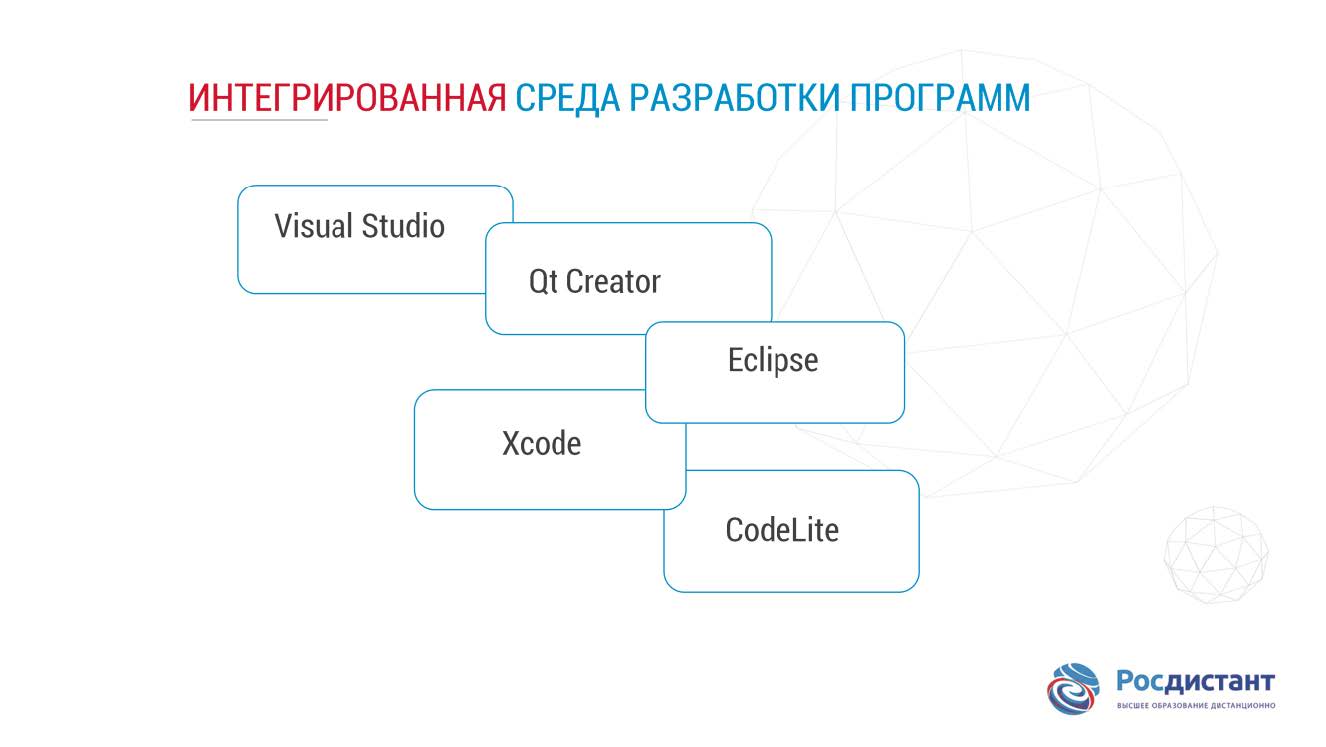 ИНТЕГРИРОВАННАЯ СРЕДА РАЗРАБОТКИ ПРОГРАММ
Visual Studio
Qt Creator
Eclipse
Xcode
CodeLite
Росдистант
ВЫСШЕЕ ОБРАЗОВАНИЕ ДИСТАНЦИОННО